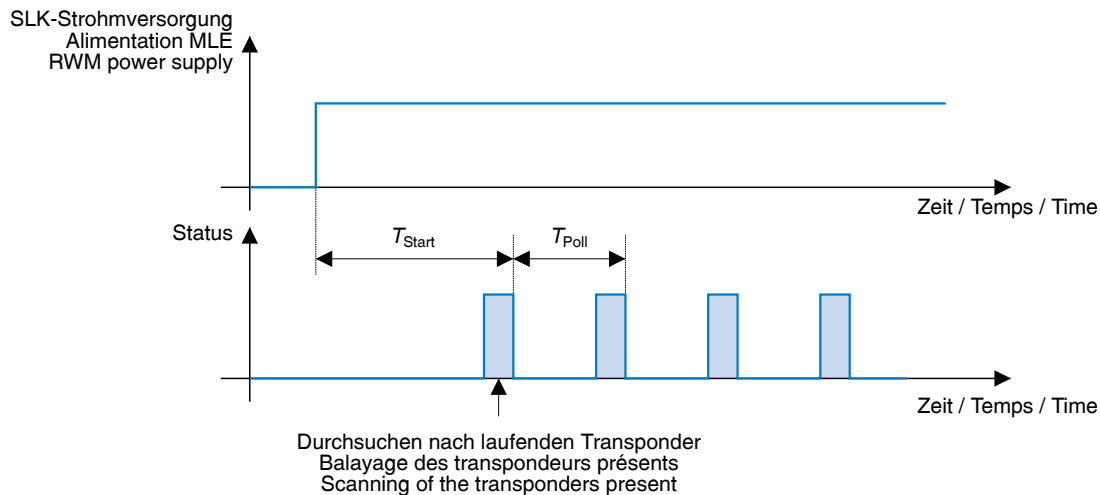 SLK-Strohmversorgung
Alimentation MLE
RWM power supply
Zeit / Temps / Time
Status
TStart
TPoll
Zeit / Temps / Time
Durchsuchen nach laufenden Transponder
Balayage des transpondeurs présents
Scanning of the transponders present